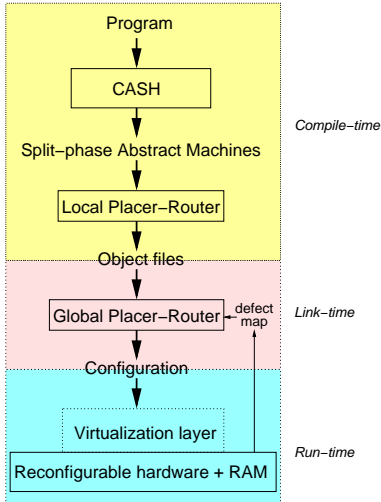 Program
CASH
Compile−time
Split−phase Abstract Machines
Local Placer−Router
Object files
Global Placer−Router
defect
map
Link−time
Configuration
Virtualization layer
Run−time
Reconfigurable hardware + RAM